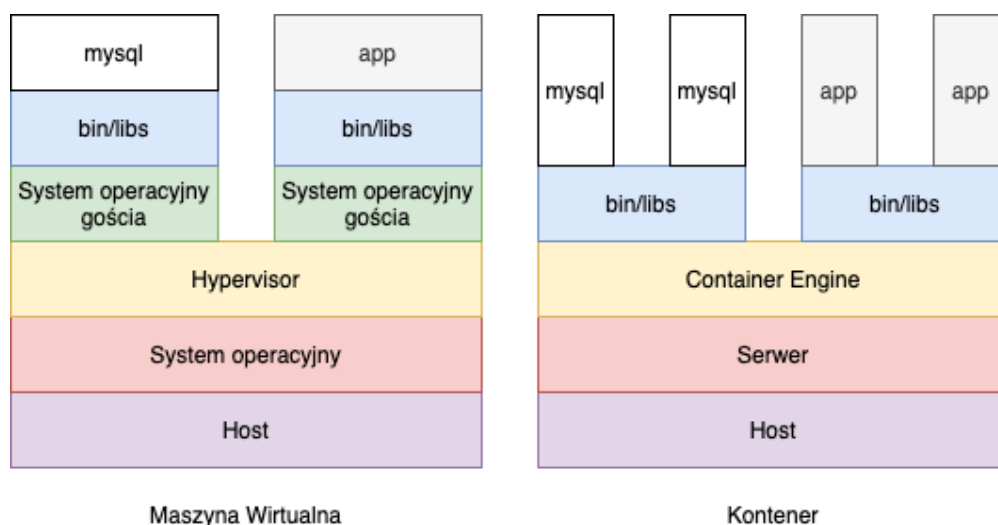 mysql
app
mysql
mysql
app
app
bin/libs
bin/libs
System operacyjny
gościa
System operacyjny
gościa
bin/libs
bin/libs
Hypervisor
Container Engine
System operacyjny
Serwer
Host
Host
Maszyna Wirtualna
Kontener